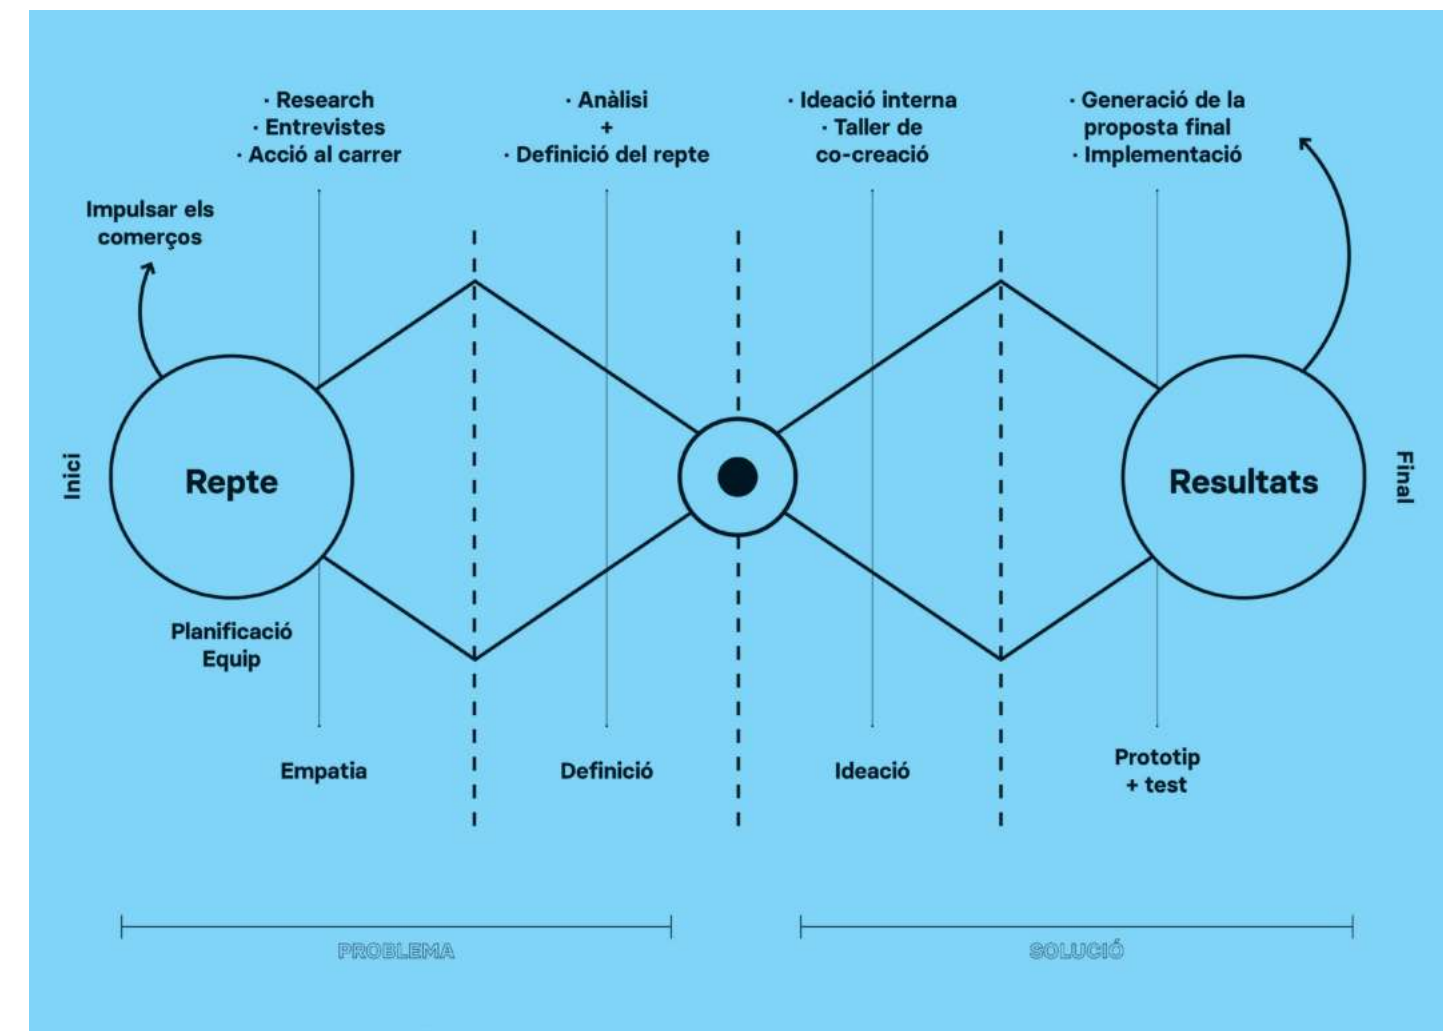 · Research
· Entrevistes
· Acció al carrer
· Anàlisi
+
· Definició del repte
· Ideació interna
· Taller de
co-creació
· Generació de la
proposta final
· Implementació
Impulsar els
comerços
Inici
Repte
Resultats
Final
Planificació
Equip
Empatia
Definició
Ideació
Prototip
+ test
PROBLEMA
SOLUCIÓ